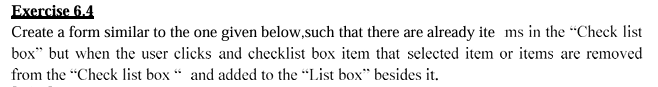 Exercise 6.4
Create a form similar to the one given below,such that there are already ite ms in the “Check list
box” but when the user clicks and checklist box item that selected item or items are removed
from the “Check list box “ and added to the “List box” besides it.